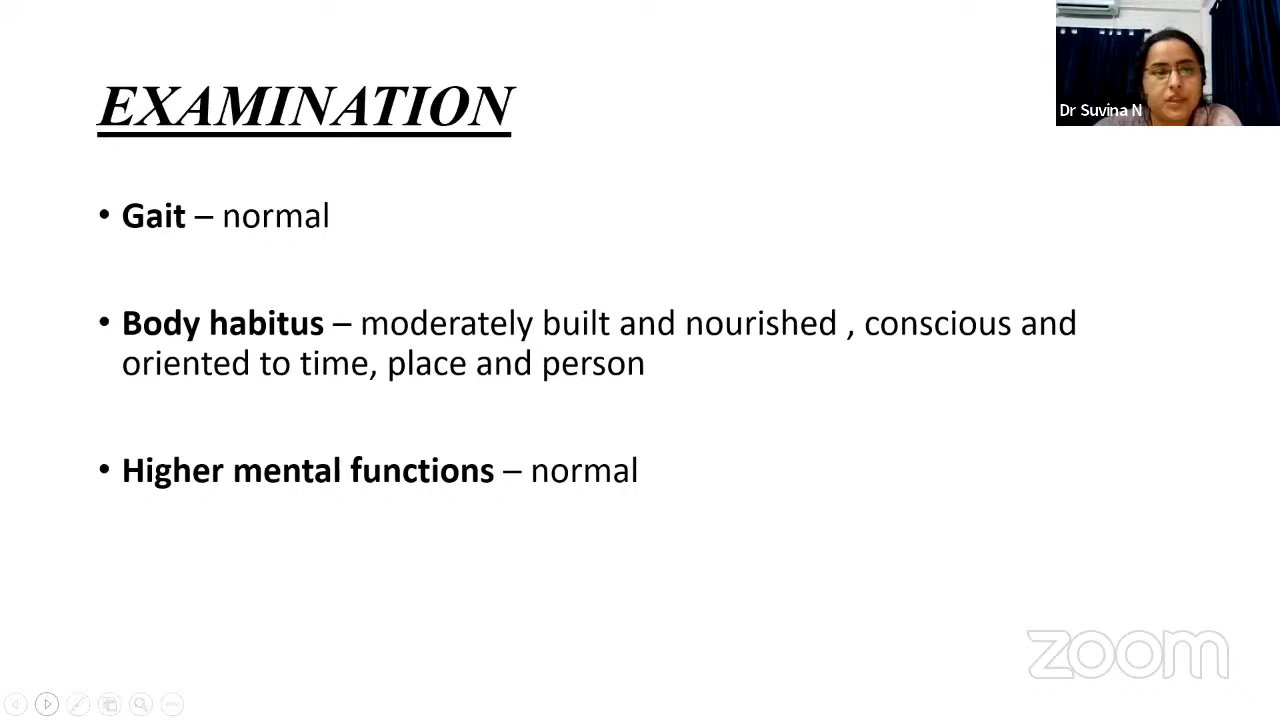 EXAMINATION
Dr Suvina N
• Gait – normal
• Body habitus – moderately built and nourished , conscious and
oriented to time, place and person
• Higher mental functions – normal
zoom